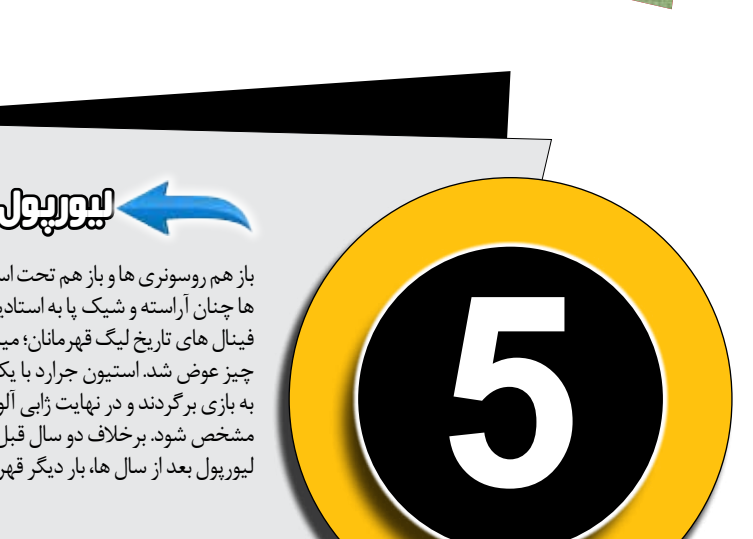 لیورپول
باز هم روسونری ها و باز هم تحت
ها چنان آراسته و شیک پا به
فینال های تاریخ لیگ قهرمانان؛
چیز عوض شد. استیون جرارد با
به بازی برگردند و در نهایت ژابی
مشخص شود. برخلاف دو سال قبل
لیورپول بعد از سال ها، بار دیگر
5